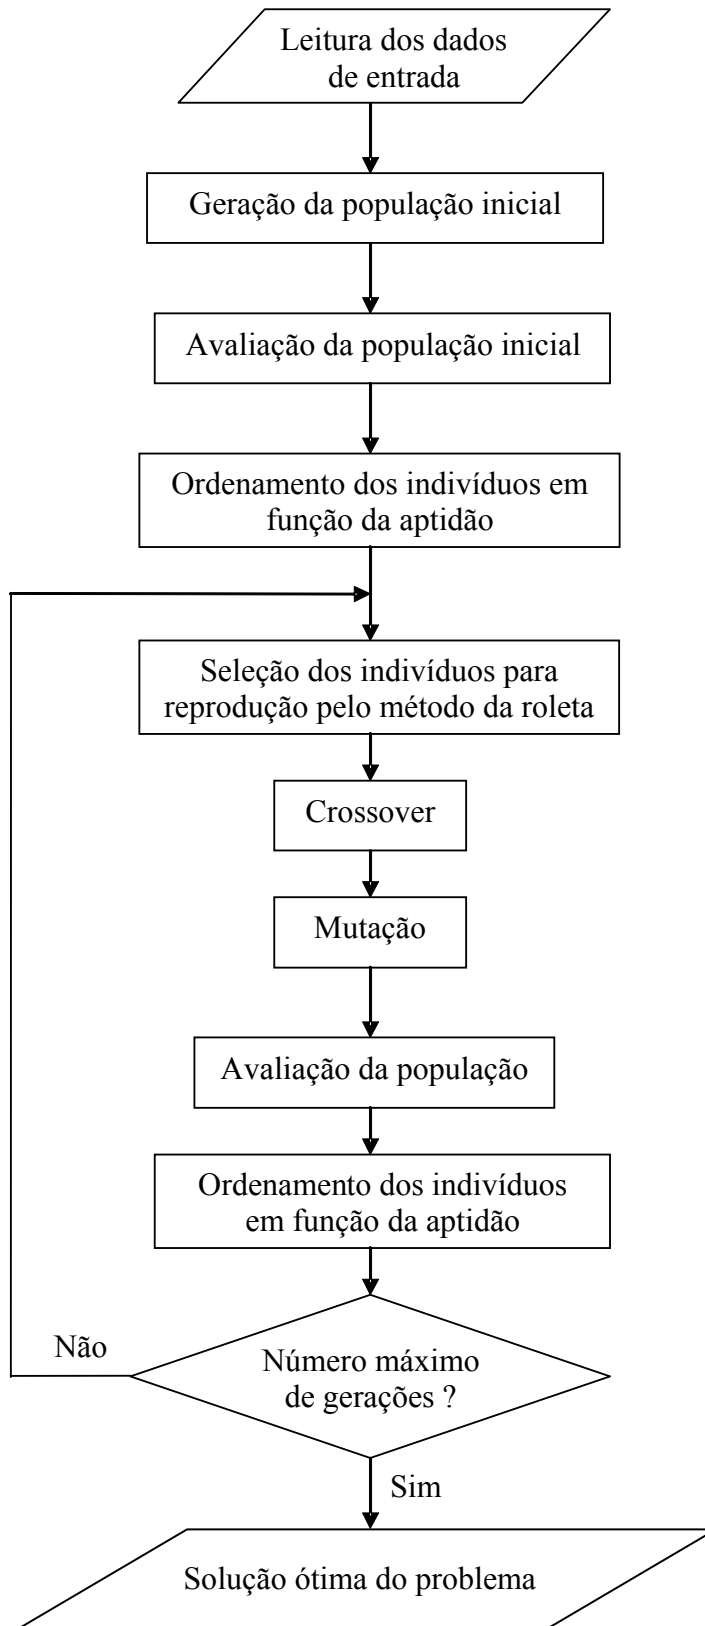 Leitura dos dados
de entrada
Geração da população inicial
Avaliação da população inicial
Ordenamento dos indivíduos em
função da aptidão
Seleção dos indivíduos para
reprodução pelo método da roleta
Crossover
Mutação
Avaliação da população
Ordenamento dos indivíduos
em função da aptidão
Não
Número máximo
de gerações ?
Sim
Solução ótima do problema